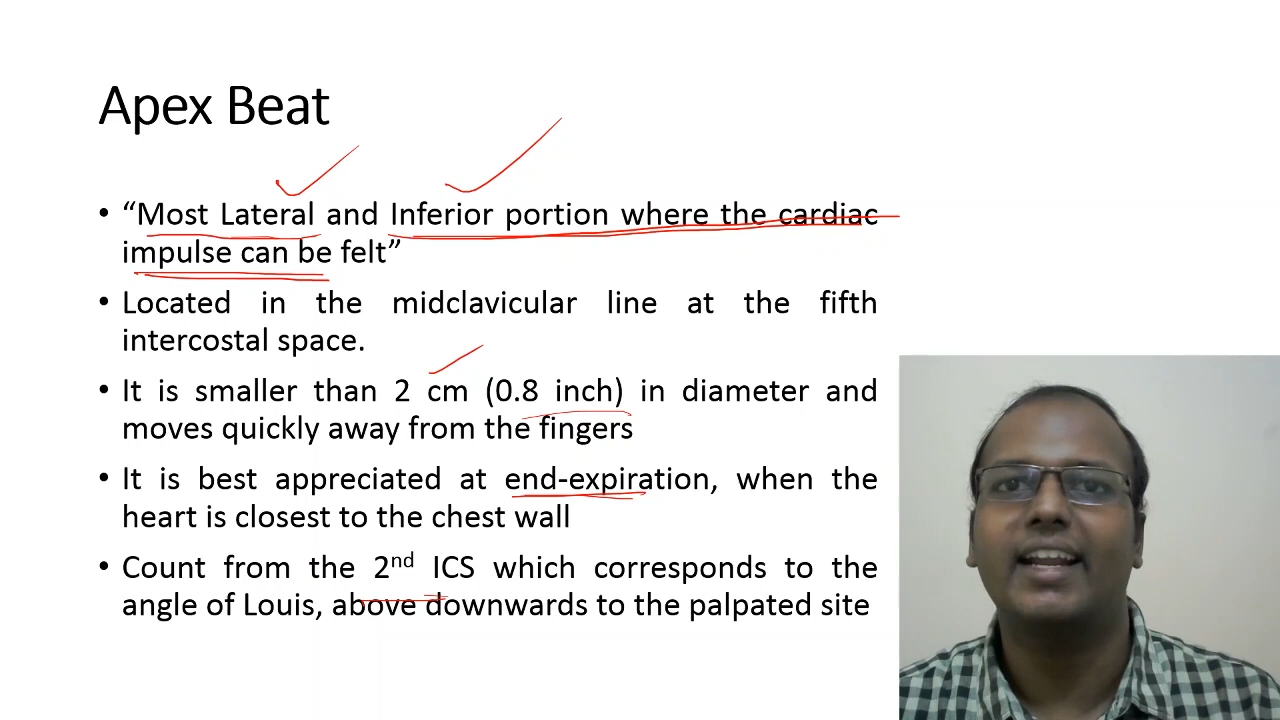 Apex Beat
• “Most Lateral and Inferior portion where the cardiac
impulse can be felt”
• Located in the midclavicular line at the fifth
intercostal space.
• It is smaller than 2 cm (0.8 inch) in diameter and
moves quickly away from the fingers
• It is best appreciated at end-expiration, when the
heart is closest to the chest wall
• Count from the 2nd ICS which corresponds to the
angle of Louis, above downwards to the palpated site